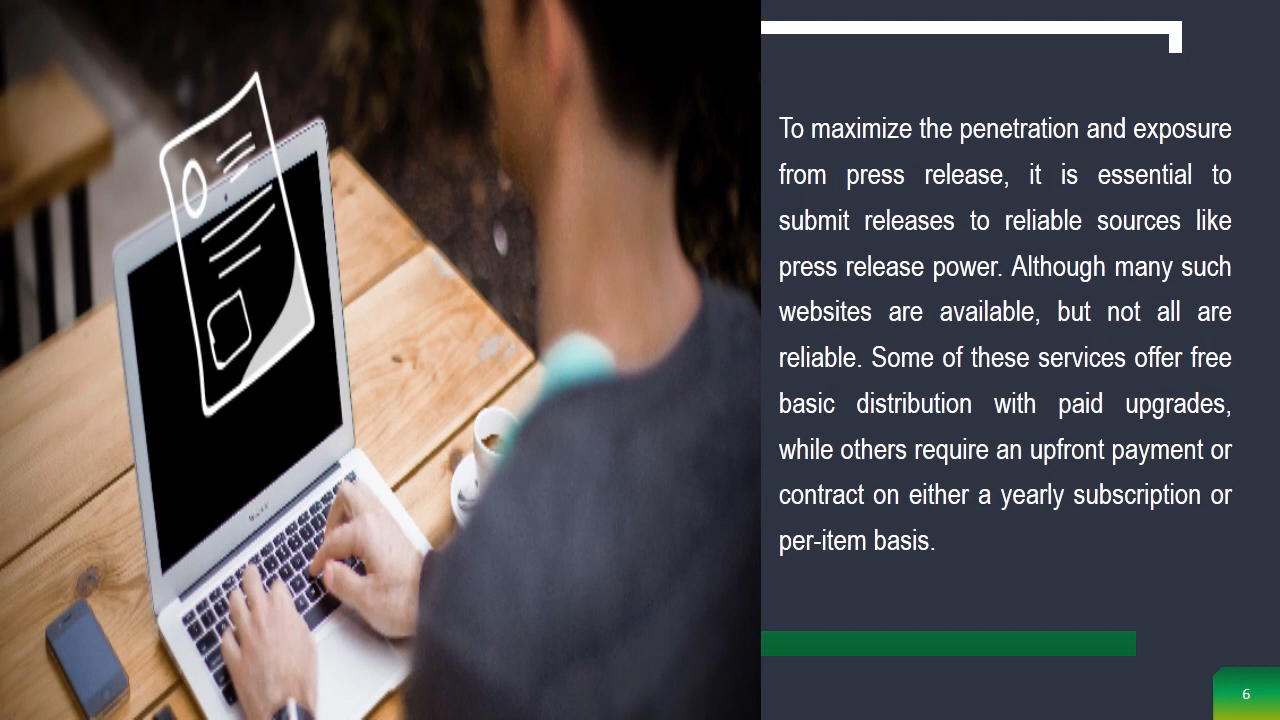 To maximize the penetration and exposure
from press release, it is essential to
submit releases to reliable sources like
press release power. Although many such
websites are available, but not all are
reliable. Some of these services offer free
basic distribution with paid upgrades,
while others require an upfront payment or
contract on either a yearly subscription or
per-item basis.
6